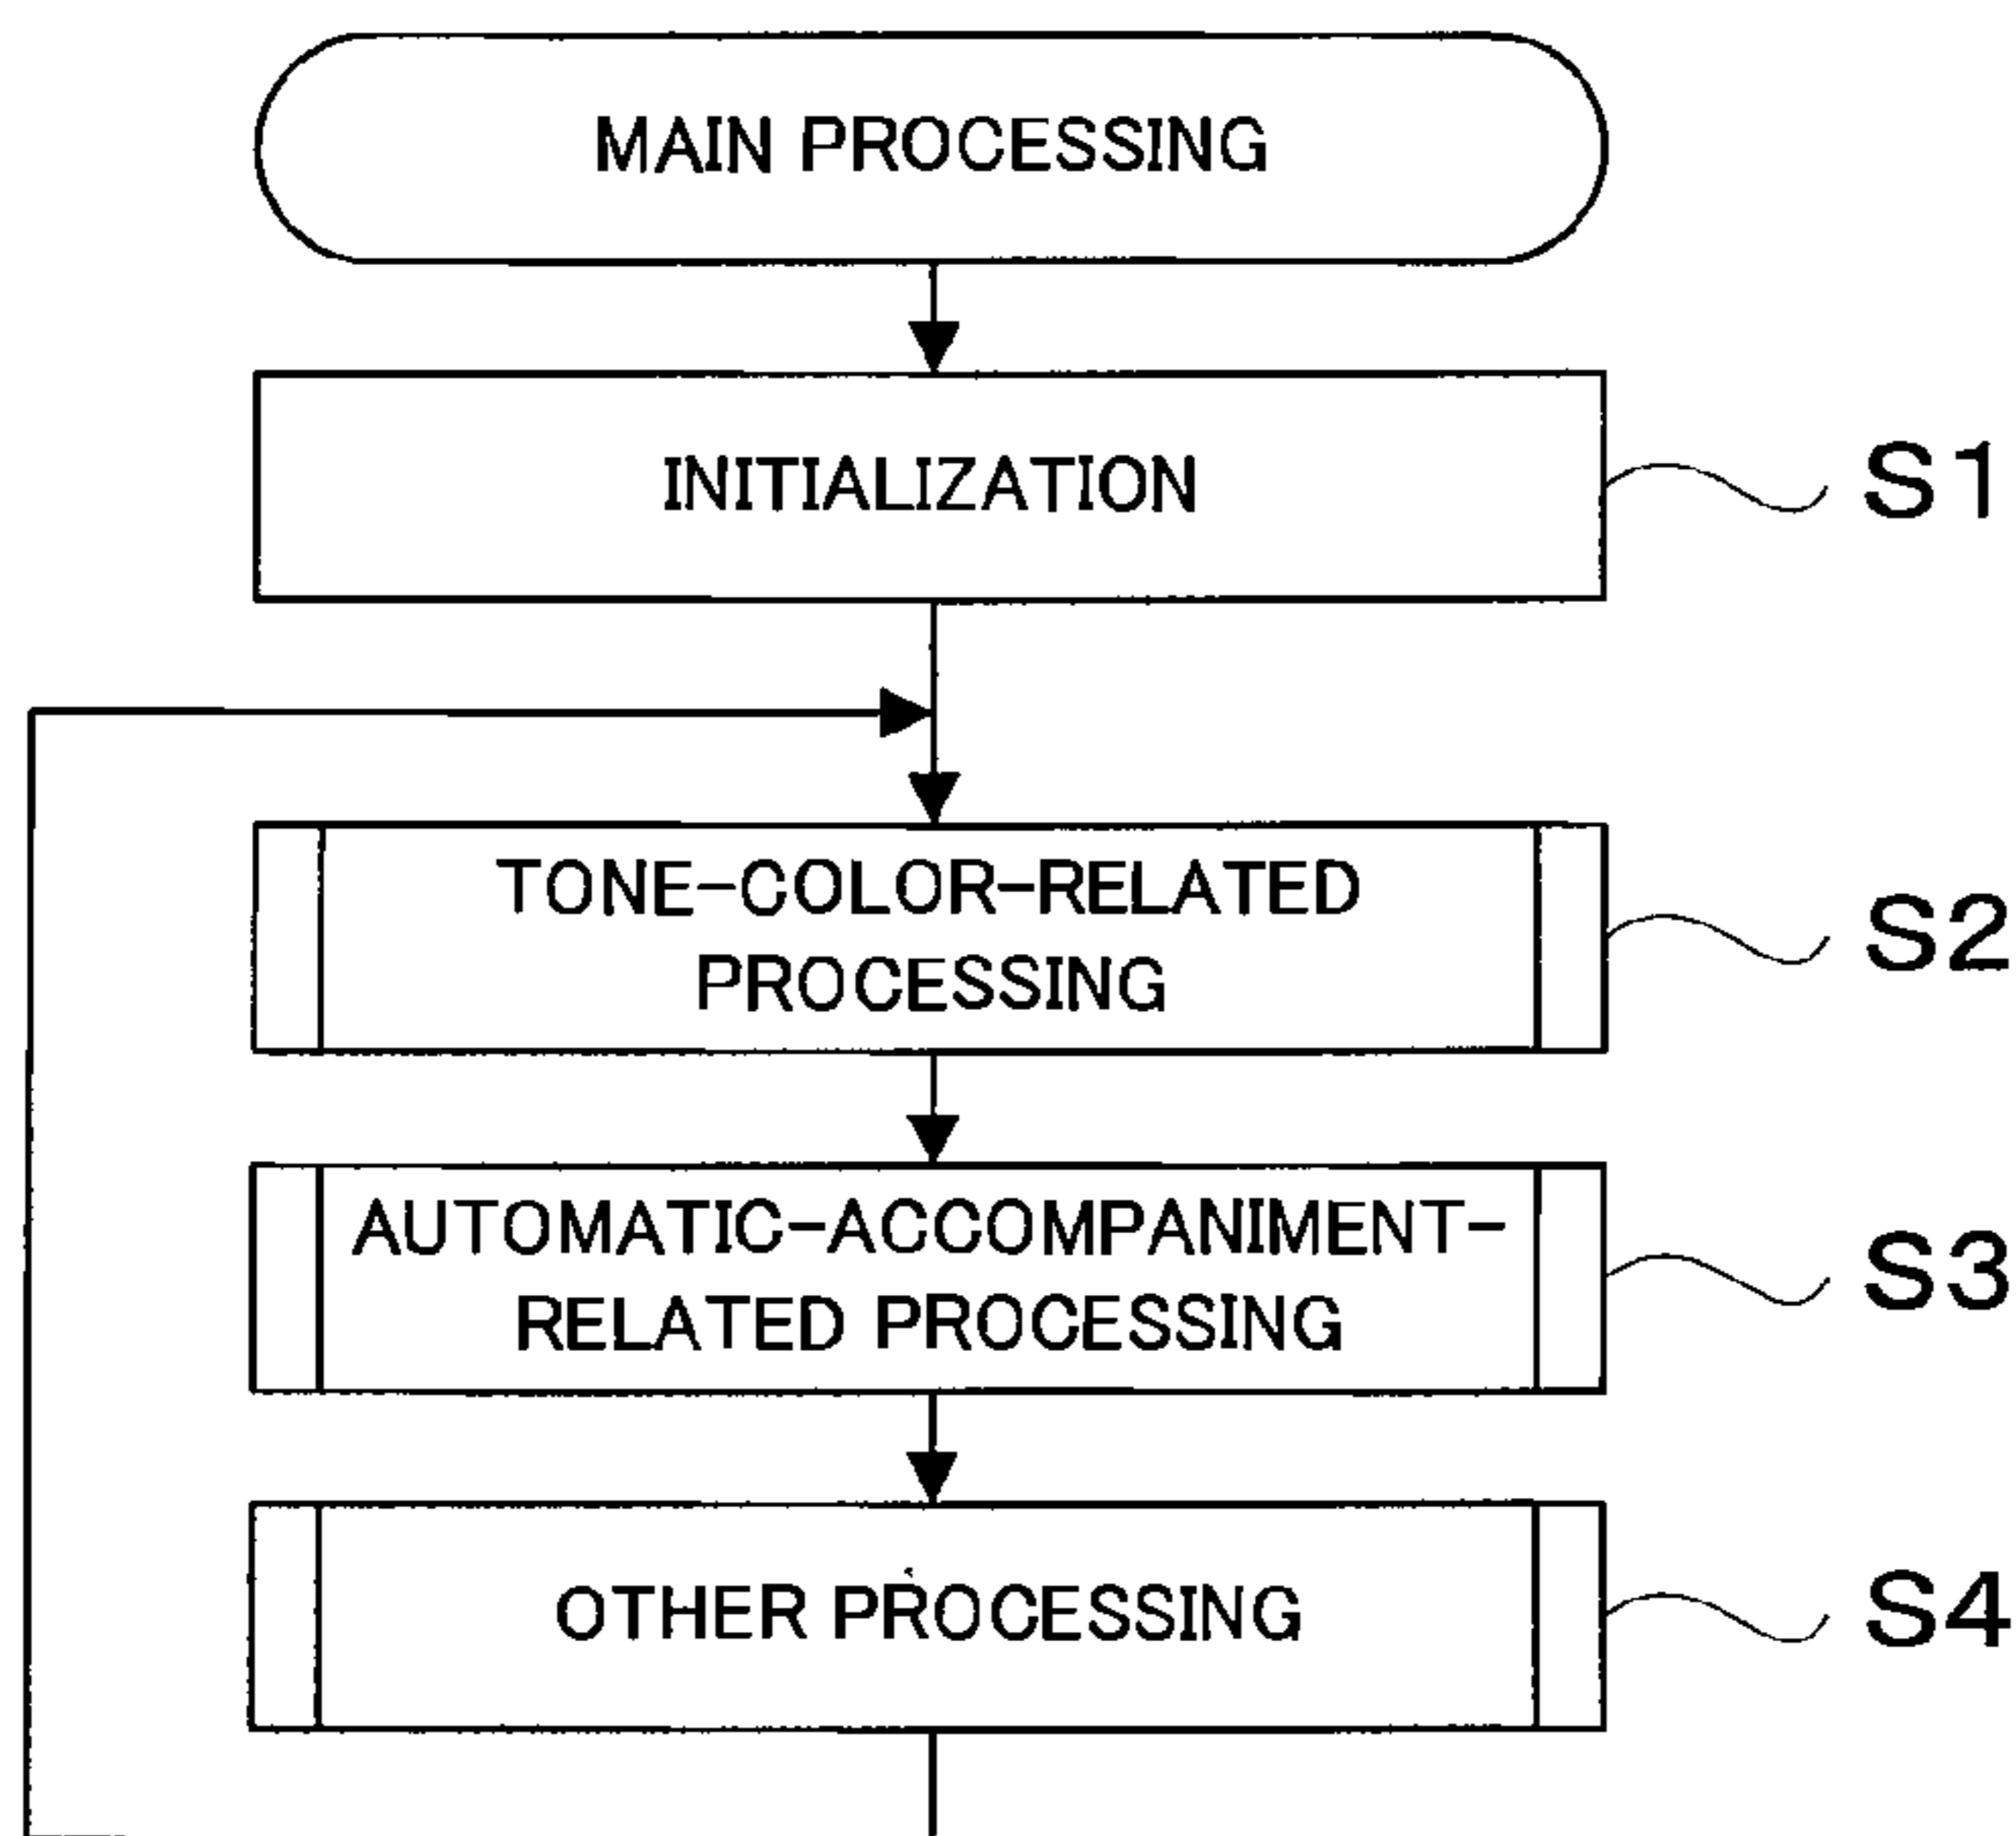 MAIN PROCESSING
INITIALIZATION
S1
TONE-COLOR-RELATED
PROCESSING
S2
AUTOMATIC-ACCOMPANIMENT-
RELATED PROCESSING
S3
OTHER PROCESSING
S4